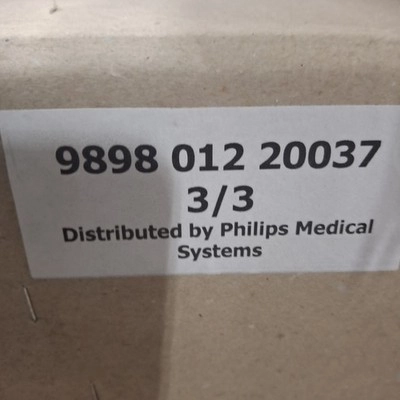 9898 012 20037
3/3
Distributed by Philips Medical
Systems